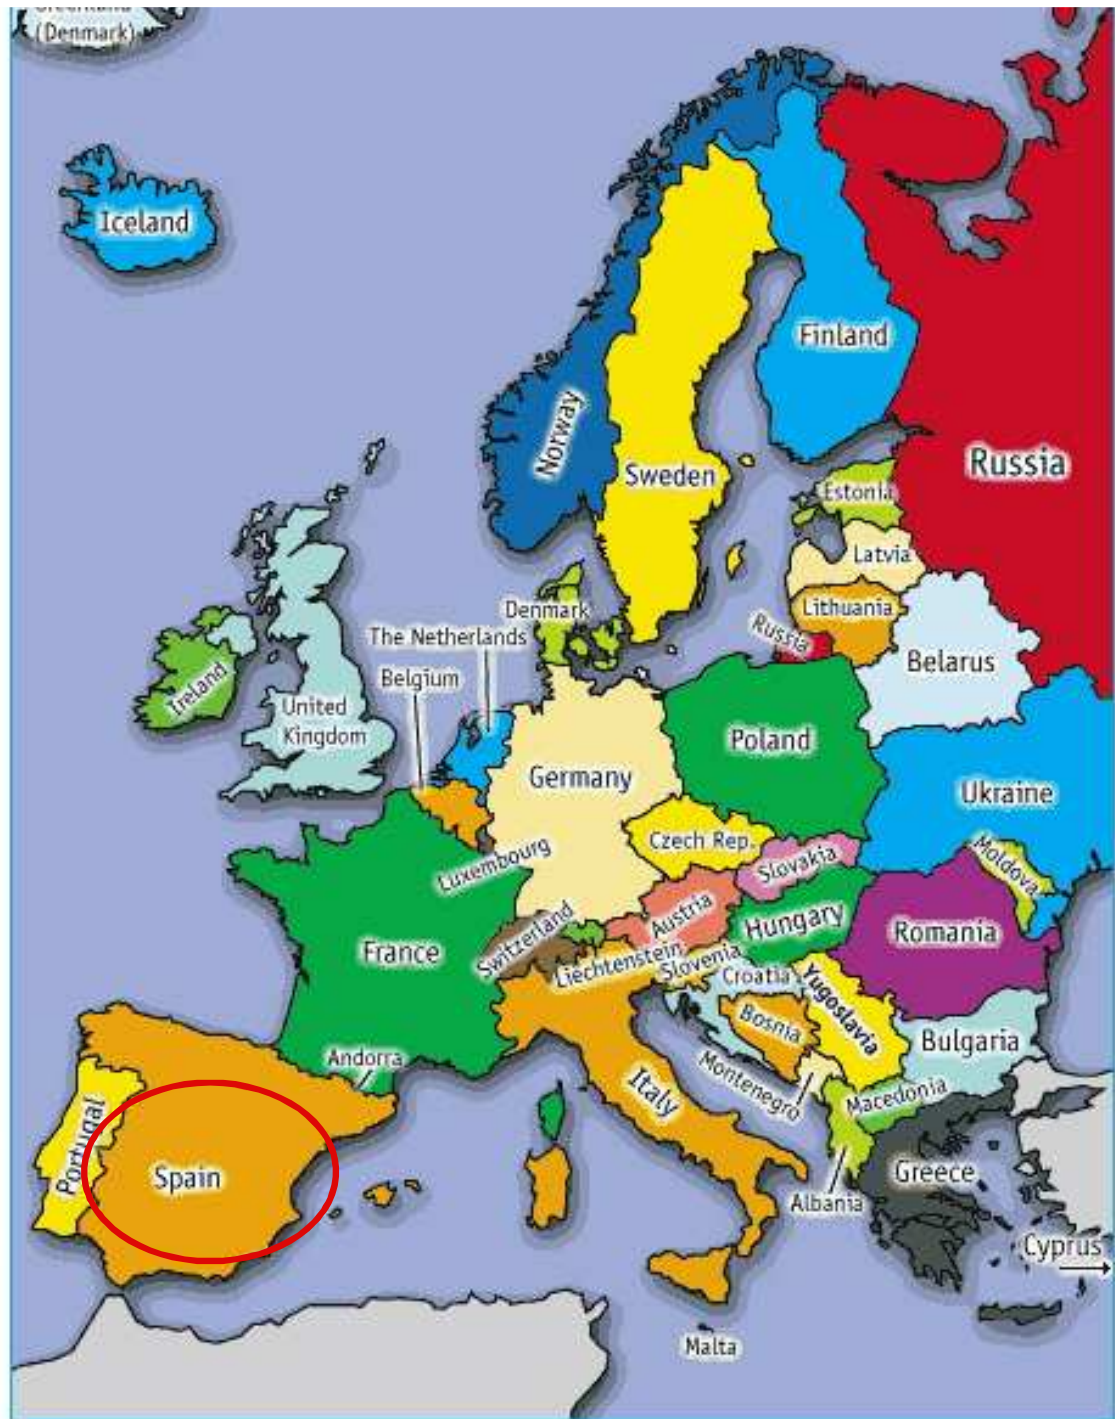 Greenland
(Denmark)
Iceland
Norway
Sweden
Finland
Russia
Estonia
Latvia
Lithuania
Russia
Denmark
The Netherlands
Belgium
Ireland
United
Kingdom
Belarus
Poland
Germany
Ukraine
Czech Rep.
Luxembourg
Slovakia
Moldova
Austria
Hungary
Switzerland
France
Liechtenstein
Slovenia
Romania
Croatia
Yugoslavia
Bosnia
Bulgaria
Andorra
Montenegro
Italy
Macedonia
Portugal
Spain
Albania
Greece
Cyprus
Malta